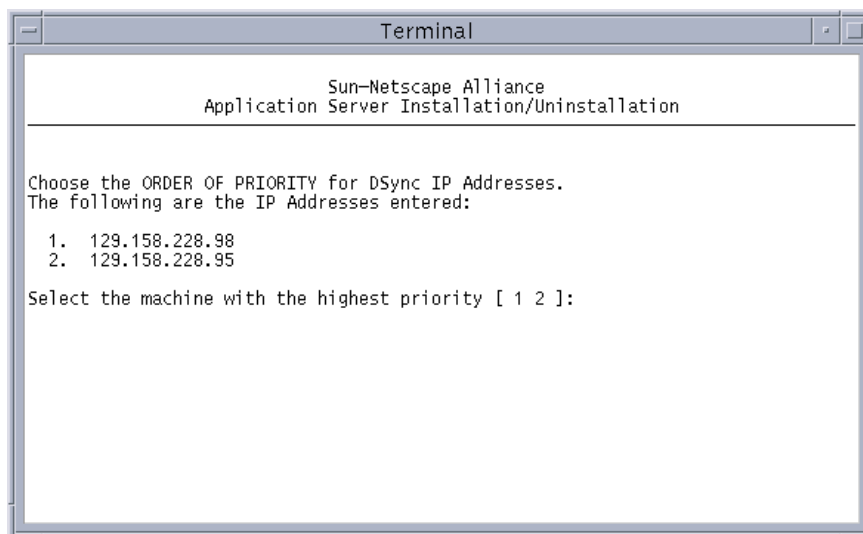 Terminal
Sun-Netscape Alliance
Application Server Installation/Uninstallation
Choose the ORDER OF PRIORITY for DSync IP Addresses.
The following are the IP Addresses entered:
1. 129.158.228.98
2. 129.158.228.95
Select the machine with the highest priority [ 1 2 ]: